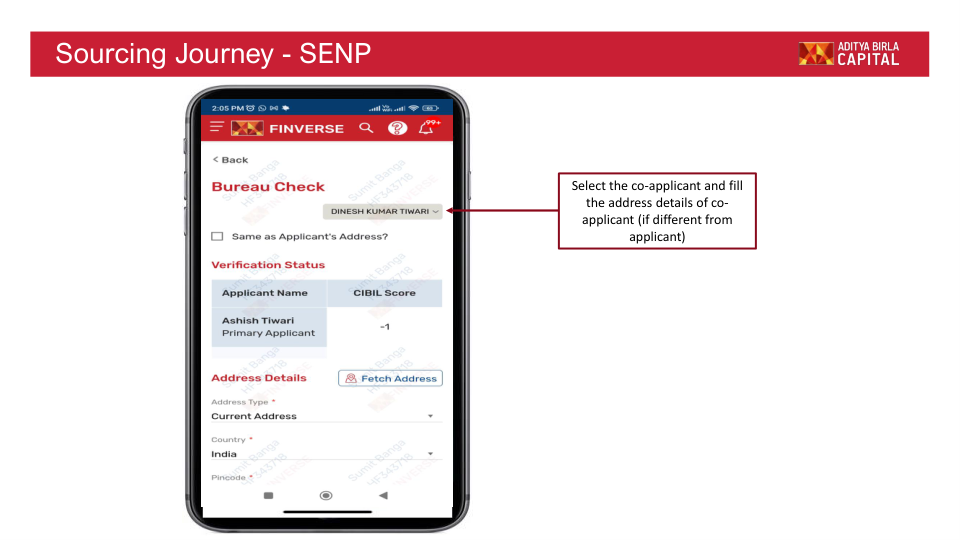 Sourcing Journey - SENP
ADITYA BIRLA
CAPITAL
2:05 PM
FINVERSE
99+
< Back
Bureau Check
DINESH KUMAR TIWARI
Same as Applicant's Address?
Verification Status
Applicant Name CIBIL Score
Ashish Tiwari
Primary Applicant
-1
Address Details
Fetch Address
Address Type *
Current Address
Country *
India
Pincode *
Select the co-applicant and fill
the address details of co-
applicant (if different from
applicant)
Sumit Banga
HF343718
FINVERSE